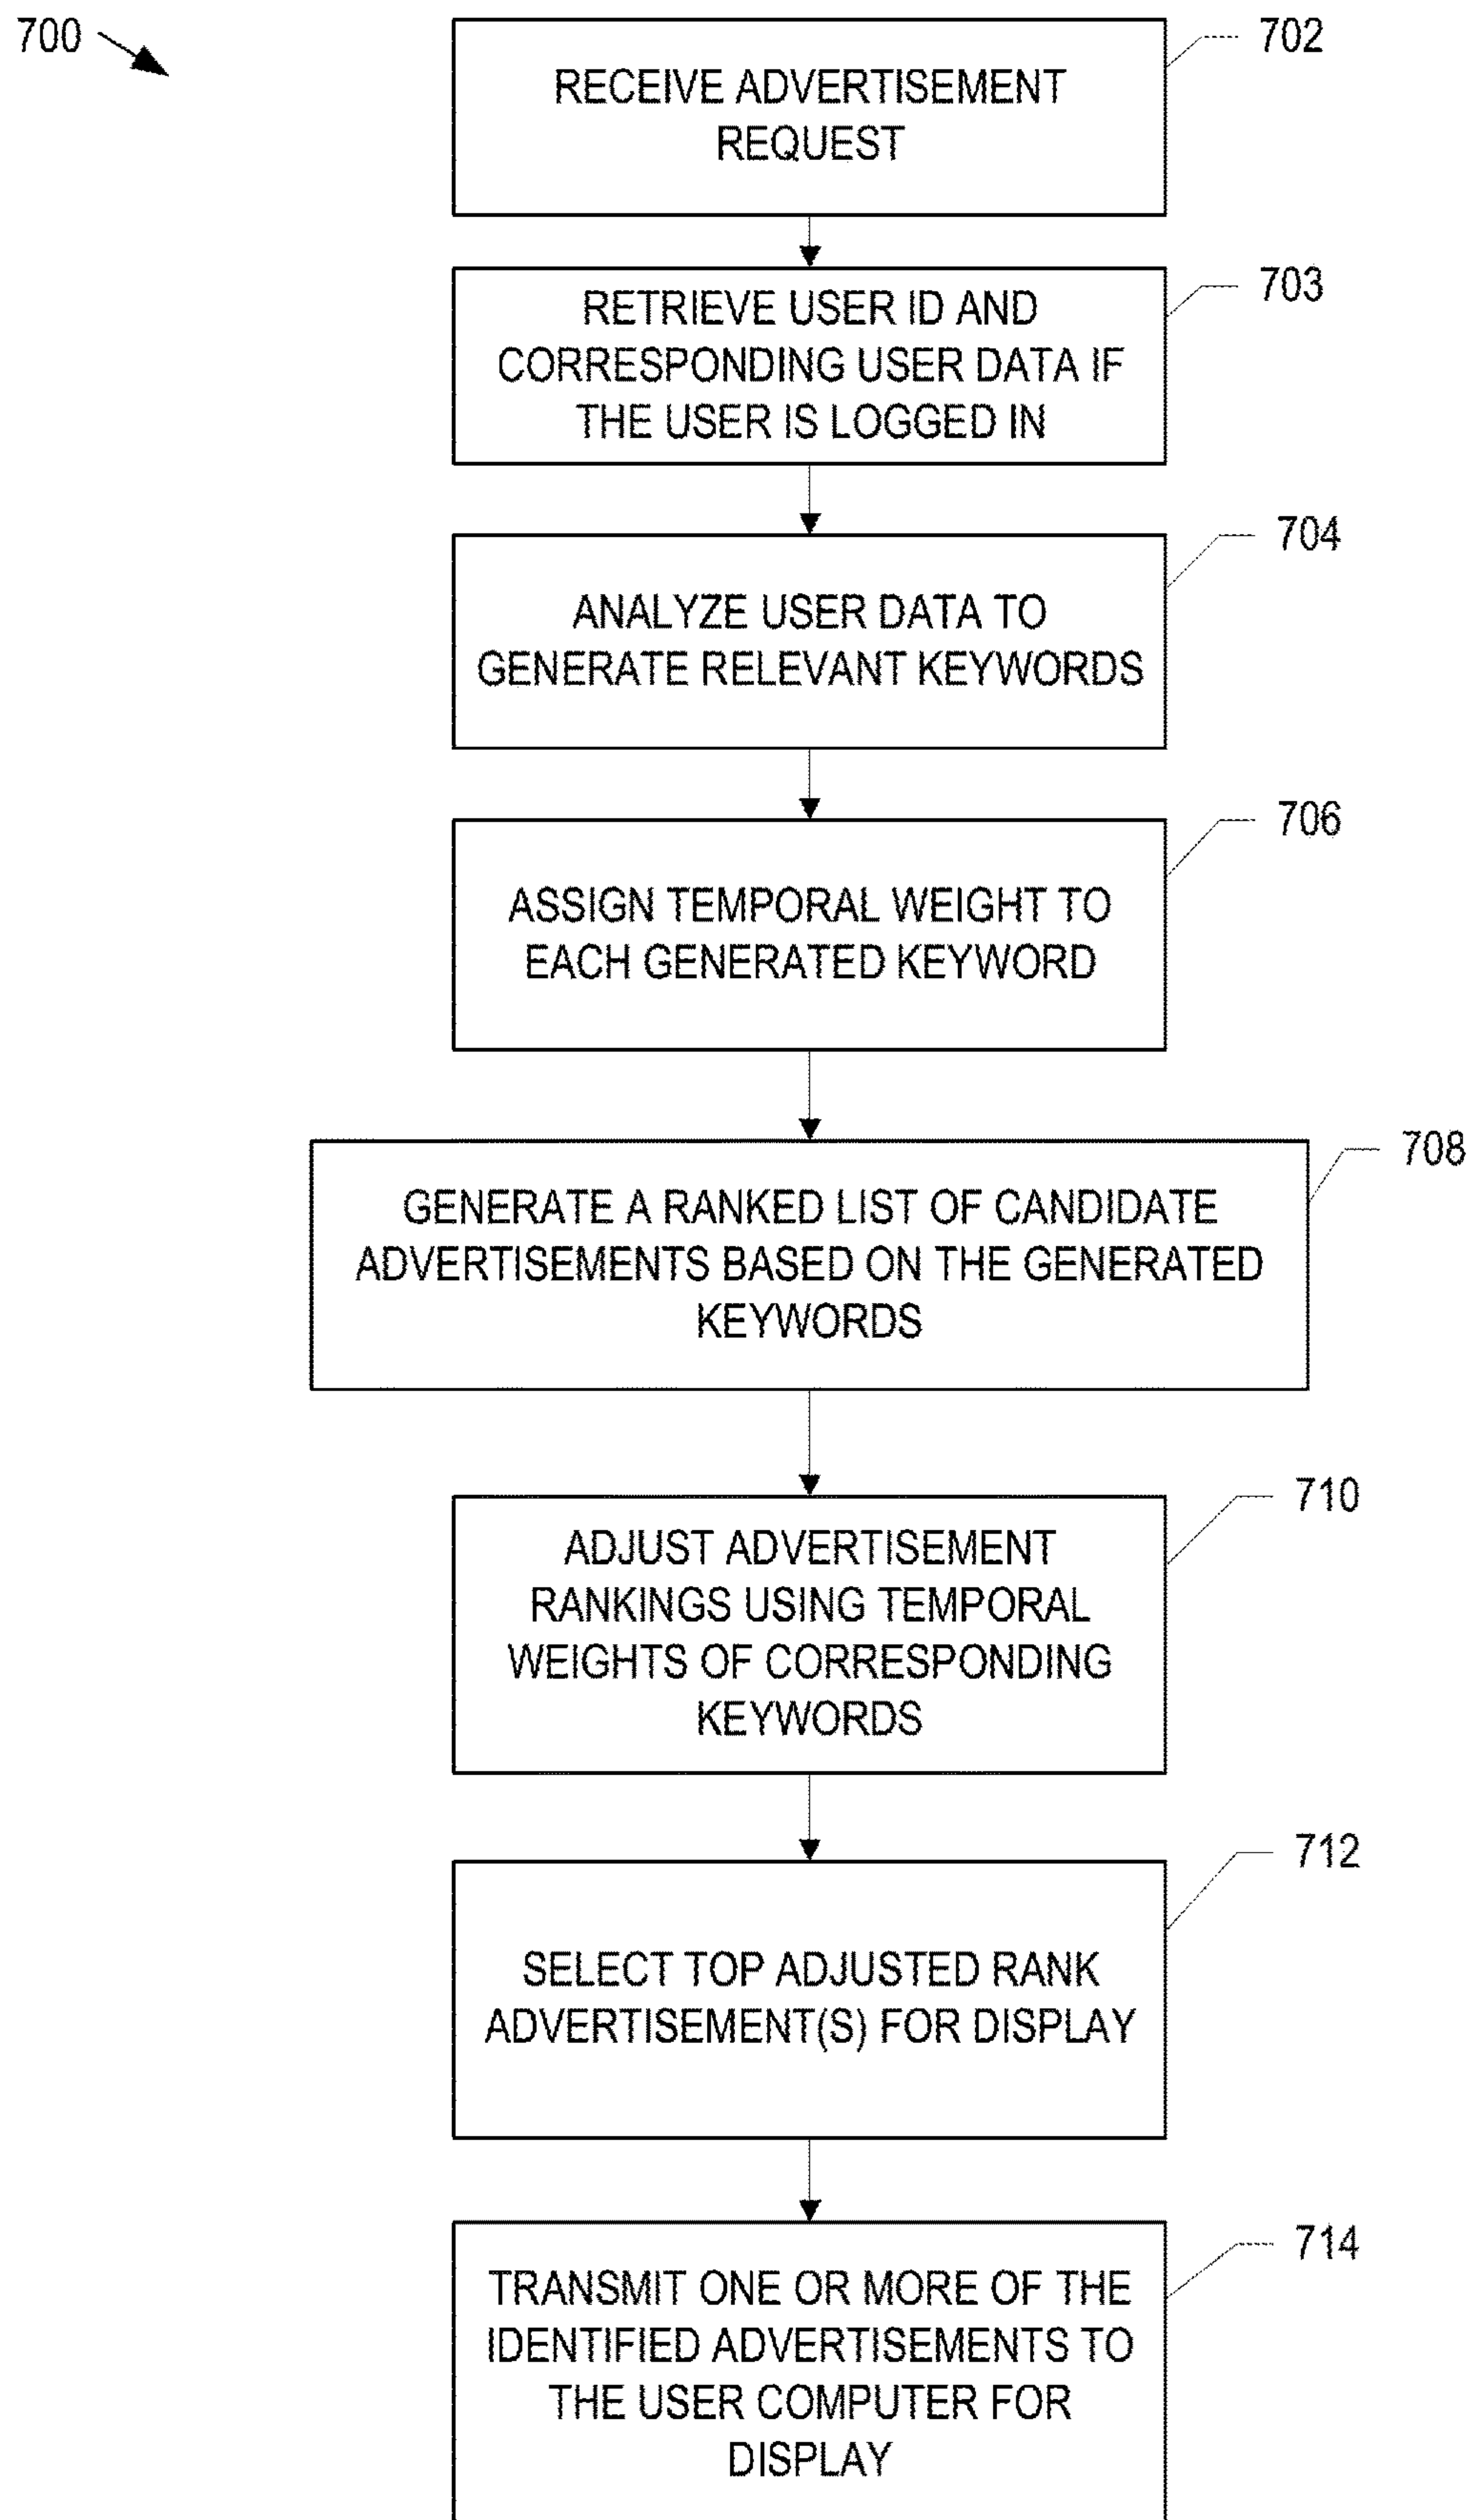 700
702
RECEIVE ADVERTISEMENT
REQUEST
703
RETRIEVE USER ID AND
CORRESPONDING USER DATA IF
THE USER IS LOGGED IN
704
ANALYZE USER DATA TO
GENERATE RELEVANT KEYWORDS
706
ASSIGN TEMPORAL WEIGHT TO
EACH GENERATED KEYWORD
708
GENERATE A RANKED LIST OF CANDIDATE
ADVERTISEMENTS BASED ON THE GENERATED
KEYWORDS
710
ADJUST ADVERTISEMENT
RANKINGS USING TEMPORAL
WEIGHTS OF CORRESPONDING
KEYWORDS
712
SELECT TOP ADJUSTED RANK
ADVERTISEMENT(S) FOR DISPLAY
714
TRANSMIT ONE OR MORE OF THE
IDENTIFIED ADVERTISEMENTS TO
THE USER COMPUTER FOR
DISPLAY